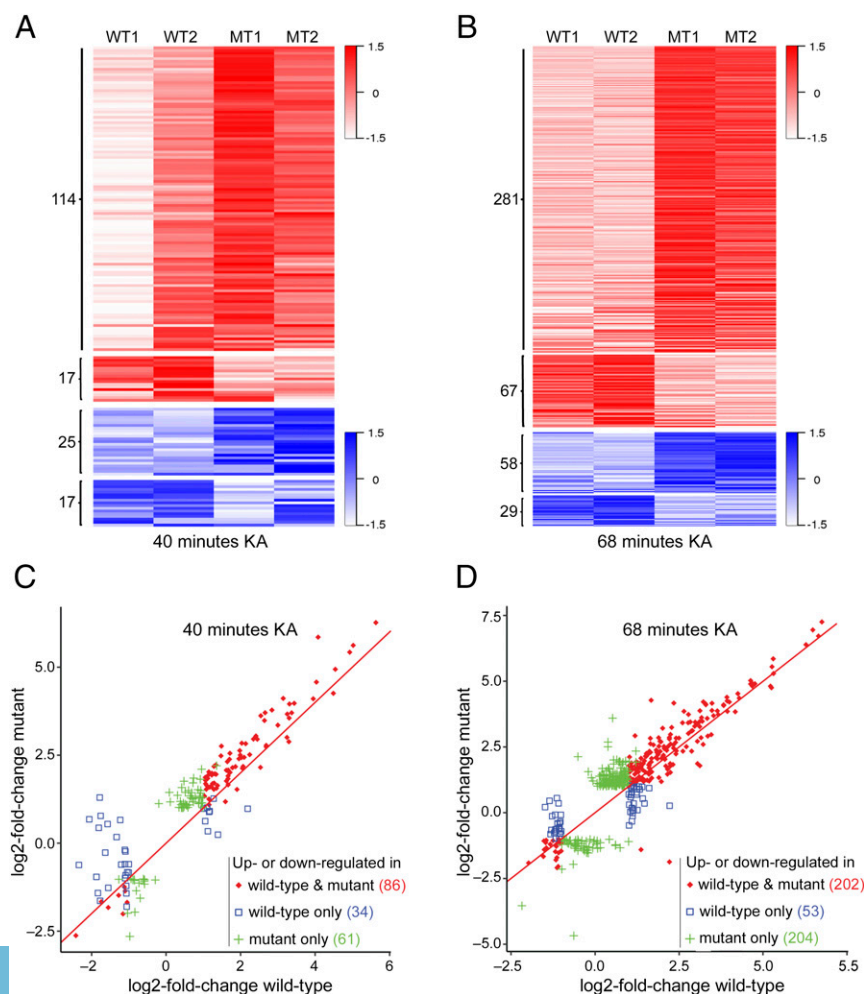 A
WT1 WT2 MT1 MT2
1.5
0
-1.5
114
17
25
17
1.5
0
-1.5
40 minutes KA
B
WT1 WT2 MT1 MT2
1.5
0
-1.5
281
67
58
29
1.5
0
-1.5
68 minutes KA
C
40 minutes KA
log2-fold-change mutant
5.0
2.5
0.0
−2.5
Up- or down-regulated in
wild-type & mutant (86)
wild-type only (34)
mutant only (61)
−2 0 2 4 6
log2-fold-change wild-type
D
68 minutes KA
log2-fold-change mutant
7.5
5.0
2.5
0.0
−2.5
−5.0
Up- or down-regulated in
wild-type & mutant (202)
wild-type only (53)
mutant only (204)
−2.5 0.0 2.5 5.0 5.5
log2-fold-change wild-type